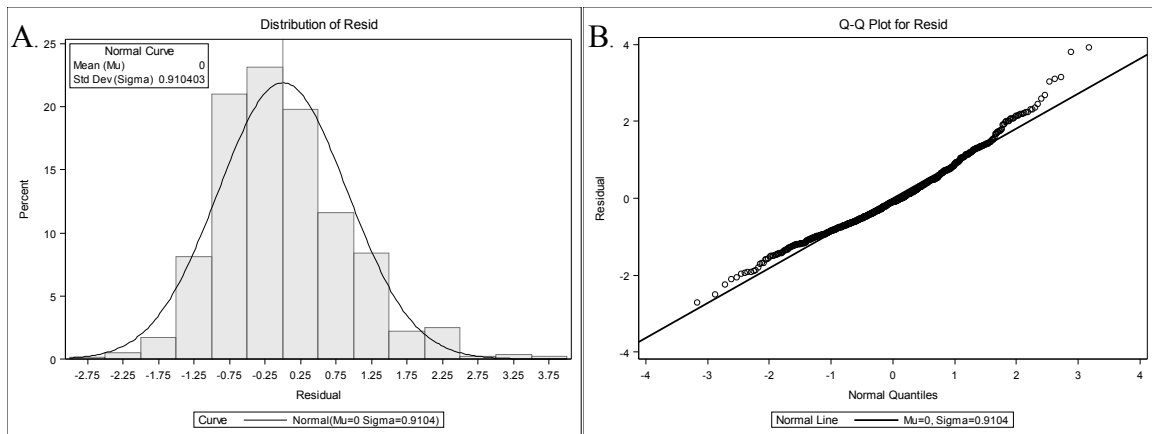 A.
Distribution of Resid
Normal Curve
Mean (Mu) 0
Std Dev (Sigma) 0.910403
25
20
15
10
5
0
Percent
-2.75 -2.25 -1.75 -1.25 -0.75 -0.25 0.25 0.75 1.25 1.75 2.25 2.75 3.25 3.75
Residual
Curve Normal(Mu=0 Sigma=0.9104)
B.
Q-Q Plot for Resid
4
2
0
-2
-4
Residual
-4 -3 -2 -1 0 1 2 3 4
Normal Quantiles
Normal Line Mu=0, Sigma=0.9104